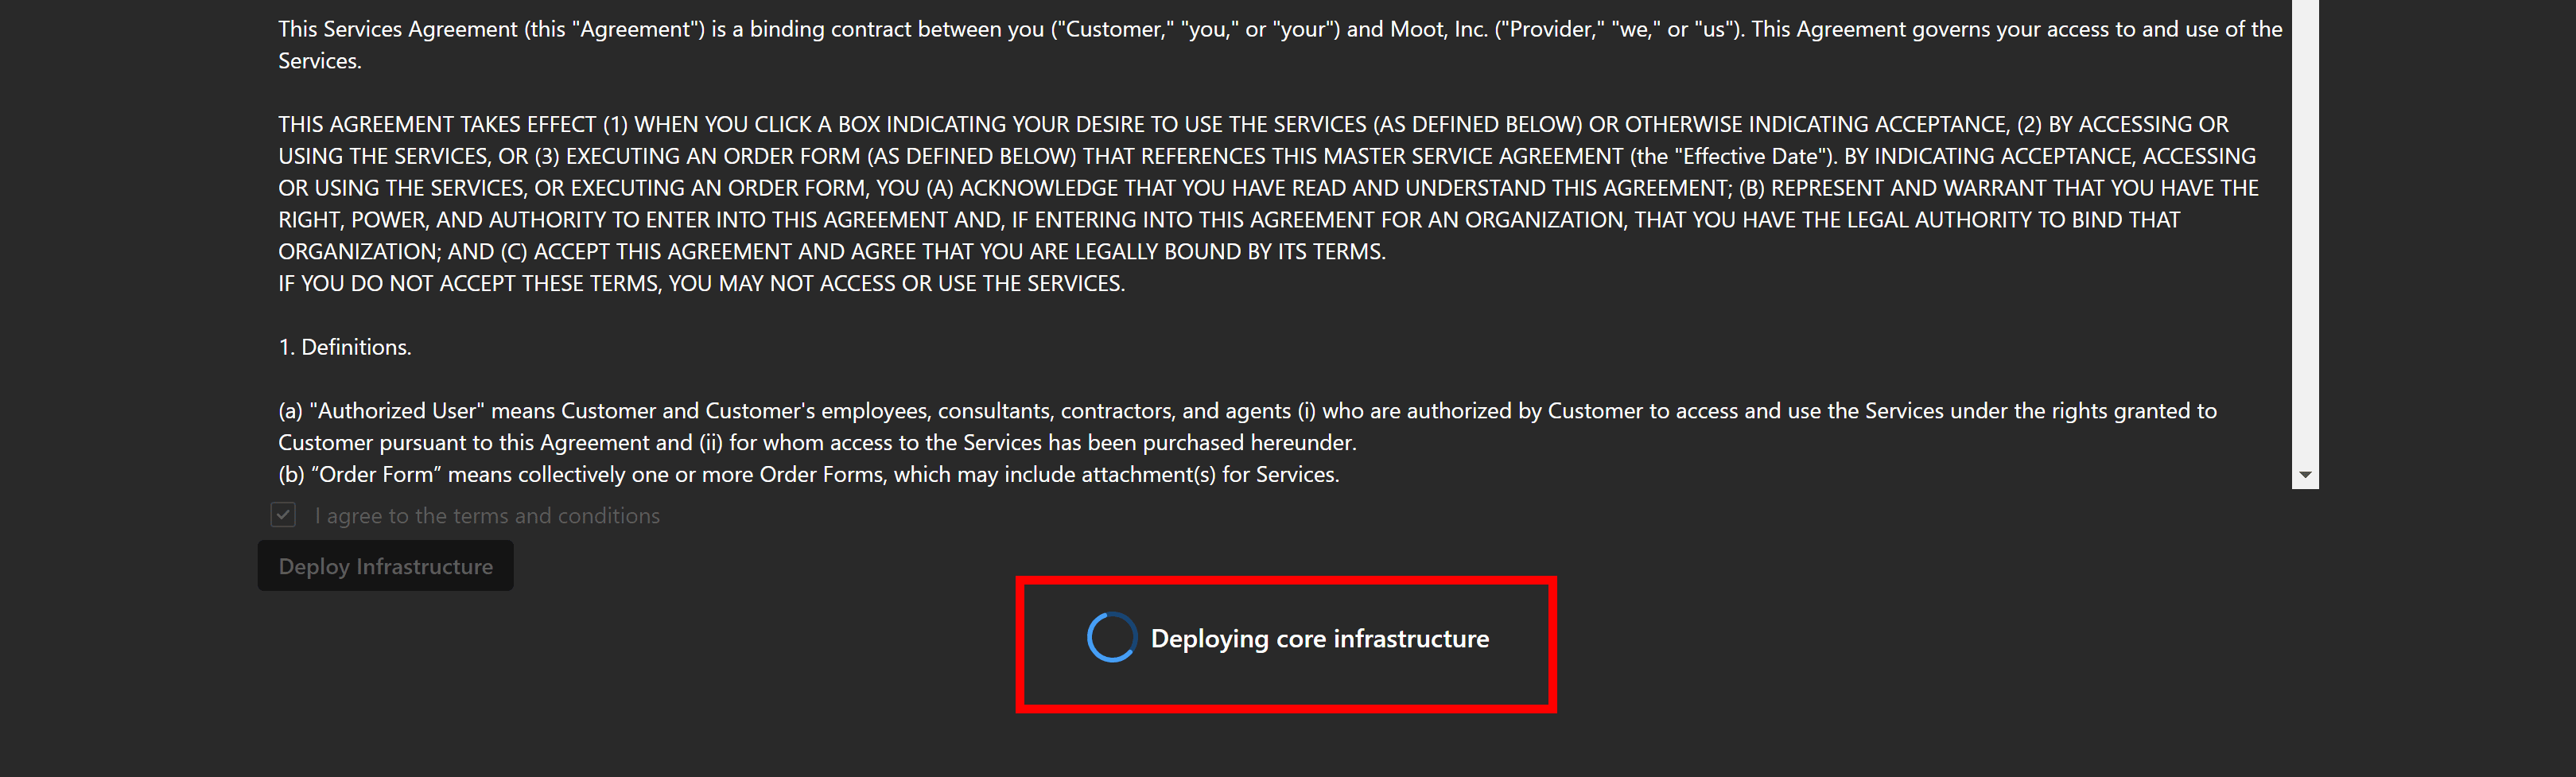 This Services Agreement (this "Agreement") is a binding contract between you ("Customer," "you," or "your") and Moot, Inc. ("Provider," "we," or "us"). This Agreement governs your access to and use of the
Services.
THIS AGREEMENT TAKES EFFECT (1) WHEN YOU CLICK A BOX INDICATING YOUR DESIRE TO USE THE SERVICES (AS DEFINED BELOW) OR OTHERWISE INDICATING ACCEPTANCE, (2) BY ACCESSING OR
USING THE SERVICES, OR (3) EXECUTING AN ORDER FORM (AS DEFINED BELOW) THAT REFERENCES THIS MASTER SERVICE AGREEMENT (the "Effective Date"). BY INDICATING ACCEPTANCE, ACCESSING
OR USING THE SERVICES, OR EXECUTING AN ORDER FORM, YOU (A) ACKNOWLEDGE THAT YOU HAVE READ AND UNDERSTAND THIS AGREEMENT; (B) REPRESENT AND WARRANT THAT YOU HAVE THE
RIGHT, POWER, AND AUTHORITY TO ENTER INTO THIS AGREEMENT AND, IF ENTERING INTO THIS AGREEMENT FOR AN ORGANIZATION, THAT YOU HAVE THE LEGAL AUTHORITY TO BIND THAT
ORGANIZATION; AND (C) ACCEPT THIS AGREEMENT AND AGREE THAT YOU ARE LEGALLY BOUND BY ITS TERMS.
IF YOU DO NOT ACCEPT THESE TERMS, YOU MAY NOT ACCESS OR USE THE SERVICES.
1. Definitions.
(a) "Authorized User" means Customer and Customer's employees, consultants, contractors, and agents (i) who are authorized by Customer to access and use the Services under the rights granted to
Customer pursuant to this Agreement and (ii) for whom access to the Services has been purchased hereunder.
(b) “Order Form” means collectively one or more Order Forms, which may include attachment(s) for Services.
I agree to the terms and conditions
Deploy Infrastructure
Deploying core infrastructure